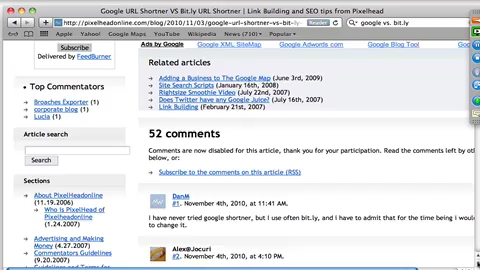 Google URL Shortner VS Bit.ly URL Shortner | Link Building and SEO tips from Pixelhead
http://pixelheadonline.com/blog/2010/11/03/google-url-shortner-vs-bit-
google vs. bit.ly
Apple Yahoo! Google Maps YouTube Wikipedia News (710) Popular
Subscribe
Delivered by FeedBurner
Ads by Google Google XML SiteMap Google Adwords com Google Blog Tool
Related articles
Adding a Business to The Google Map (June 3rd, 2009)
Site Search Scripts (January 16th, 2008)
Rightsize Smoothie Video (July 22nd, 2007)
Does Twitter have any Google Juice? (July 16th, 2007)
Link Building (February 21st, 2007)
• Top Commentators
Broaches Exporter (1)
corporate blog (1)
Lucia (1)
Article search
Search
Sections
About PixelHeadonline
(11.19.2006)
Who is PixelHead of
Pixelheadonline?
(1.24.2007)
Advertising and Making
Money (4.27.2007)
Commentators Guidelines
(9.20.2007)
Guidelines and Terms for
52 comments
Comments are now disabled for this article, thank you for your participation. Read the comments left by
below, or:
Subscribe to the comments on this article (RSS)
DanM
#1. November 4th, 2010, at 11:41 AM.
I have never tried google shortner, but I use often bit.ly, and i have to admit that for the time being i
to change it.
Alex@Jocuri
#2. November 4th, 2010, at 4:10 PM.